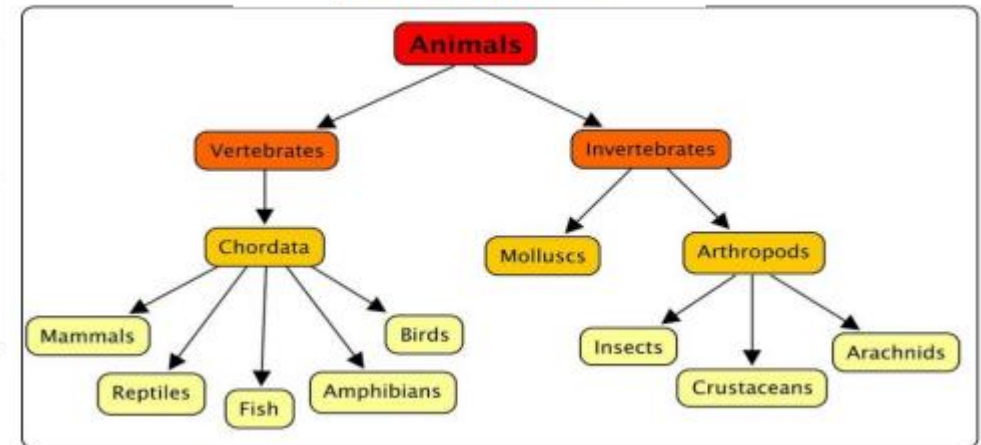 Animals
Vertebrates
Invertebrates
Chordata
Molluscs
Arthropods
Mammals
Reptiles
Fish
Amphibians
Birds
Insects
Crustaceans
Arachnids